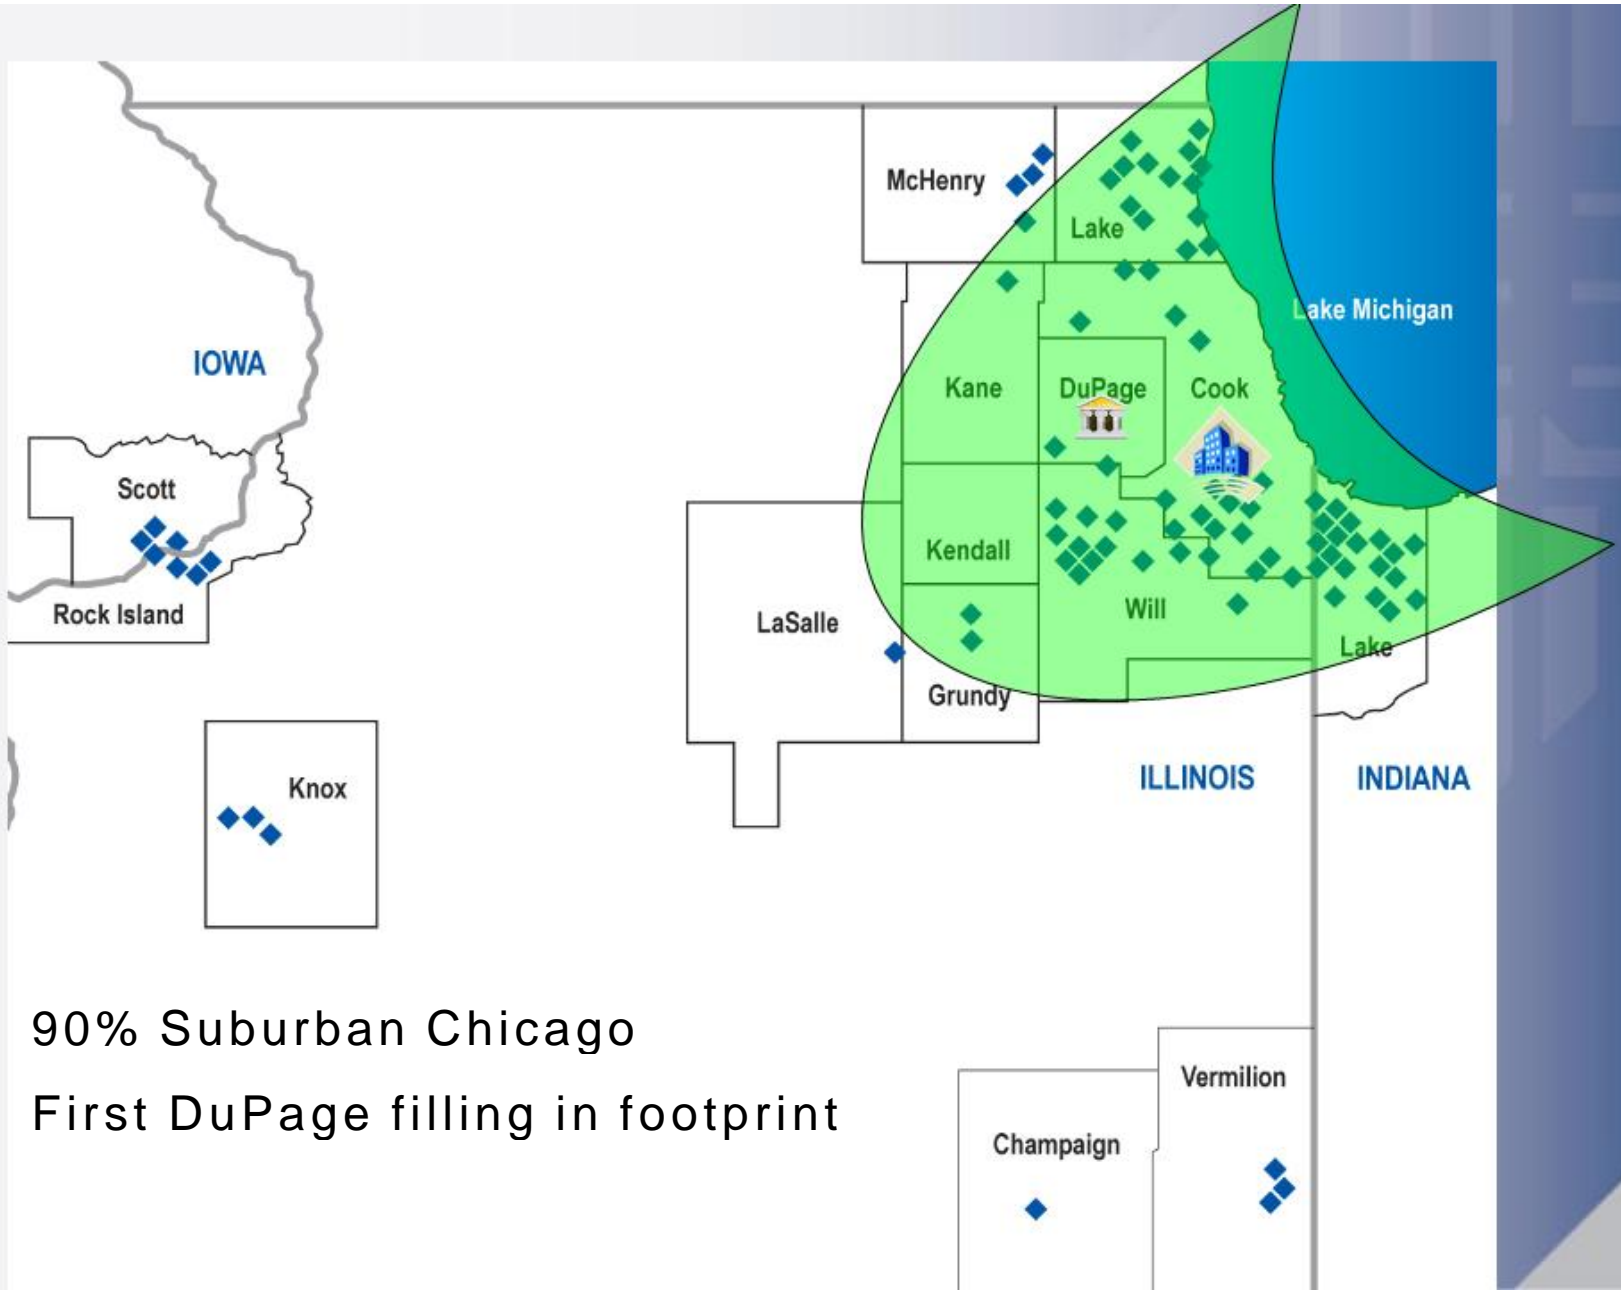 McHenry
Lake
Lake Michigan
IOWA
Kane
DuPage
Cook
Scott
Kendall
Rock Island
LaSalle
Will
Lake
Grundy
ILLINOIS
INDIANA
Knox
90% Suburban Chicago
First DuPage filling in footprint
Vermilion
Champaign